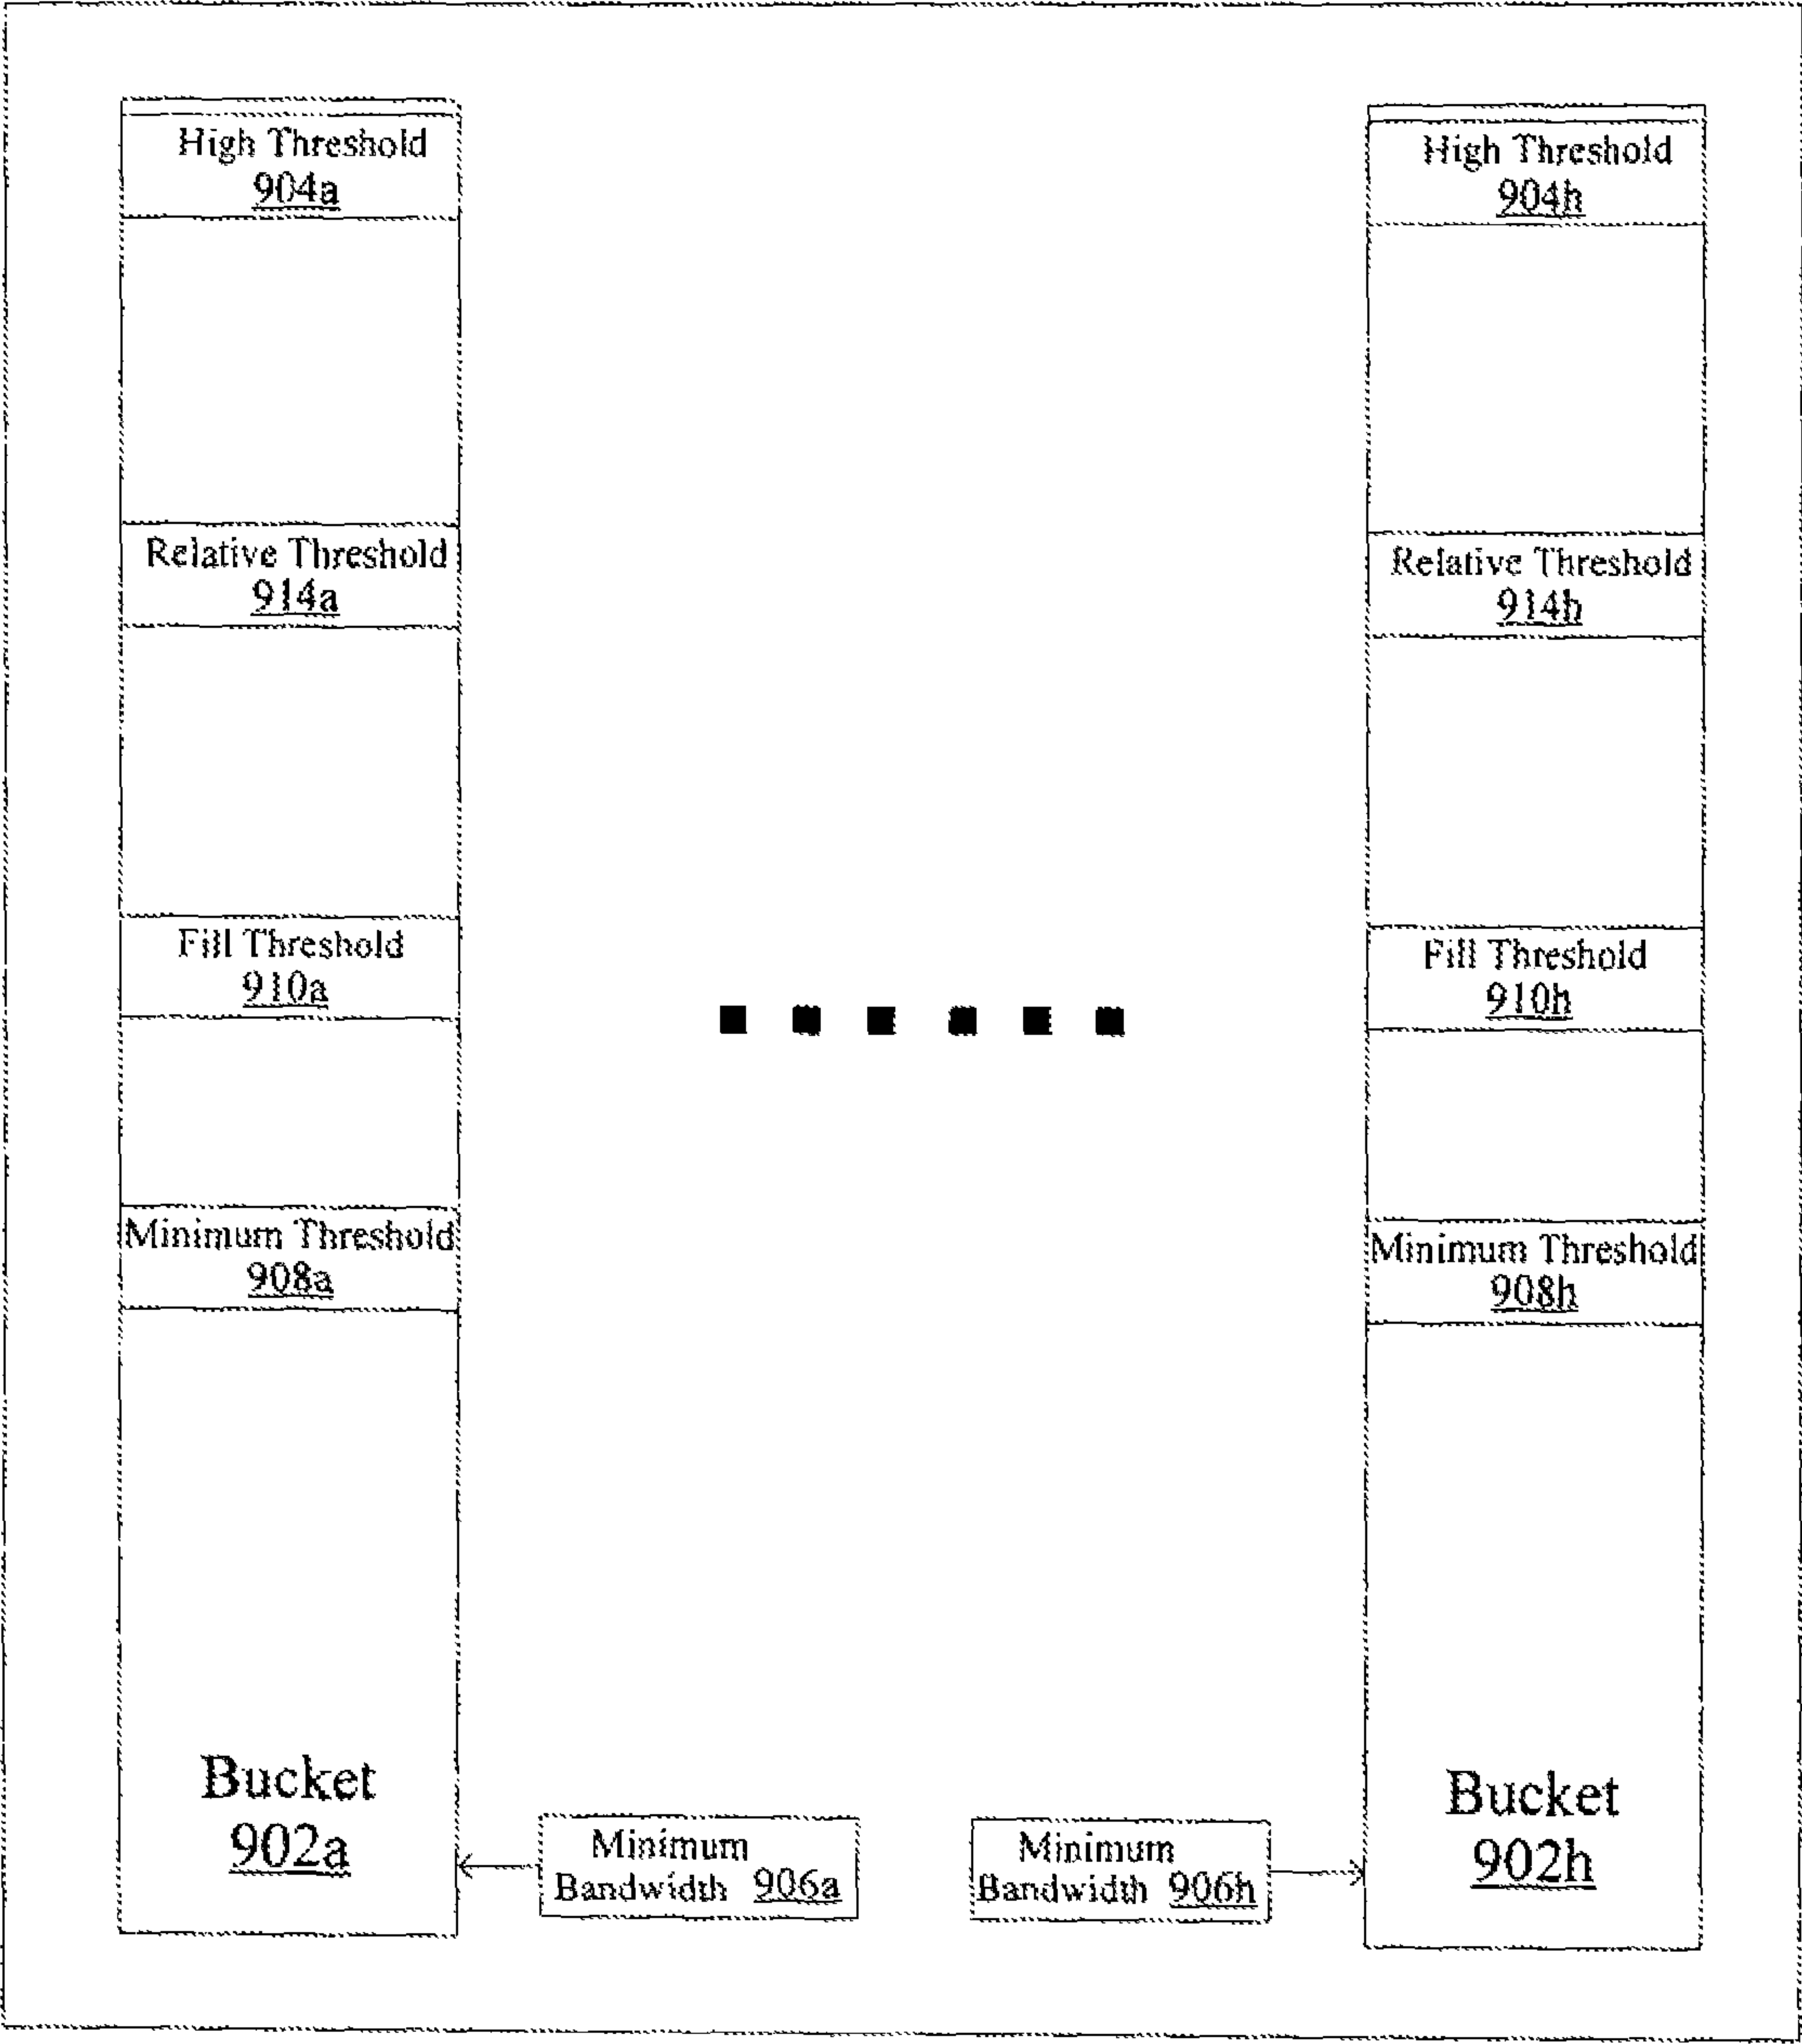 High Threshold
904a
Relative Threshold
914a
Fill Threshold
910a
Minimum Threshold
908a
Bucket
902a
Minimum
Bandwidth 906a
High Threshold
904h
Relative Threshold
914h
Fill Threshold
910h
Minimum Threshold
908h
Bucket
902h
Minimum
Bandwidth 906h